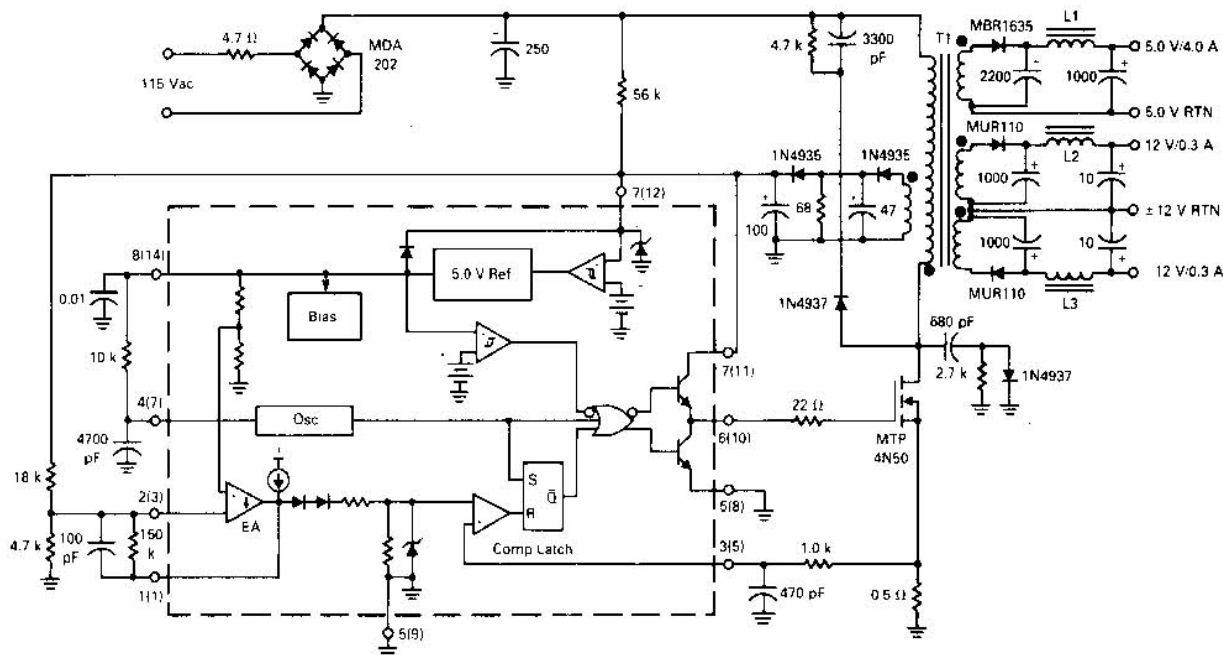 4.7 Ω
MDA
202
115 Vac
250
56 k
4.7 k
3300
pF
T1
MBR1635
L1
5.0 V/4.0 A
2200
1000
5.0 V RTN
MUR110
12 V/0.3 A
L2
1000
10
± 12 V RTN
1000
10
12 V/0.3 A
MUR110
L3
1N4935
1N4935
100
68
47
7(12)
8(14)
0.01
5.0 V Ref
Bias
1N4937
680 pF
2.7 k
1N4937
10 k
7(11)
4(7)
Osc
22 Ω
6(10)
MTP
4N50
4700
pF
18 k
S
Q̅
R
5(8)
2(3)
EA
Comp Latch
4.7 k
100
pF
150
k
3(5)
1.0 k
470 pF
0.5 Ω
1(1)
5(9)